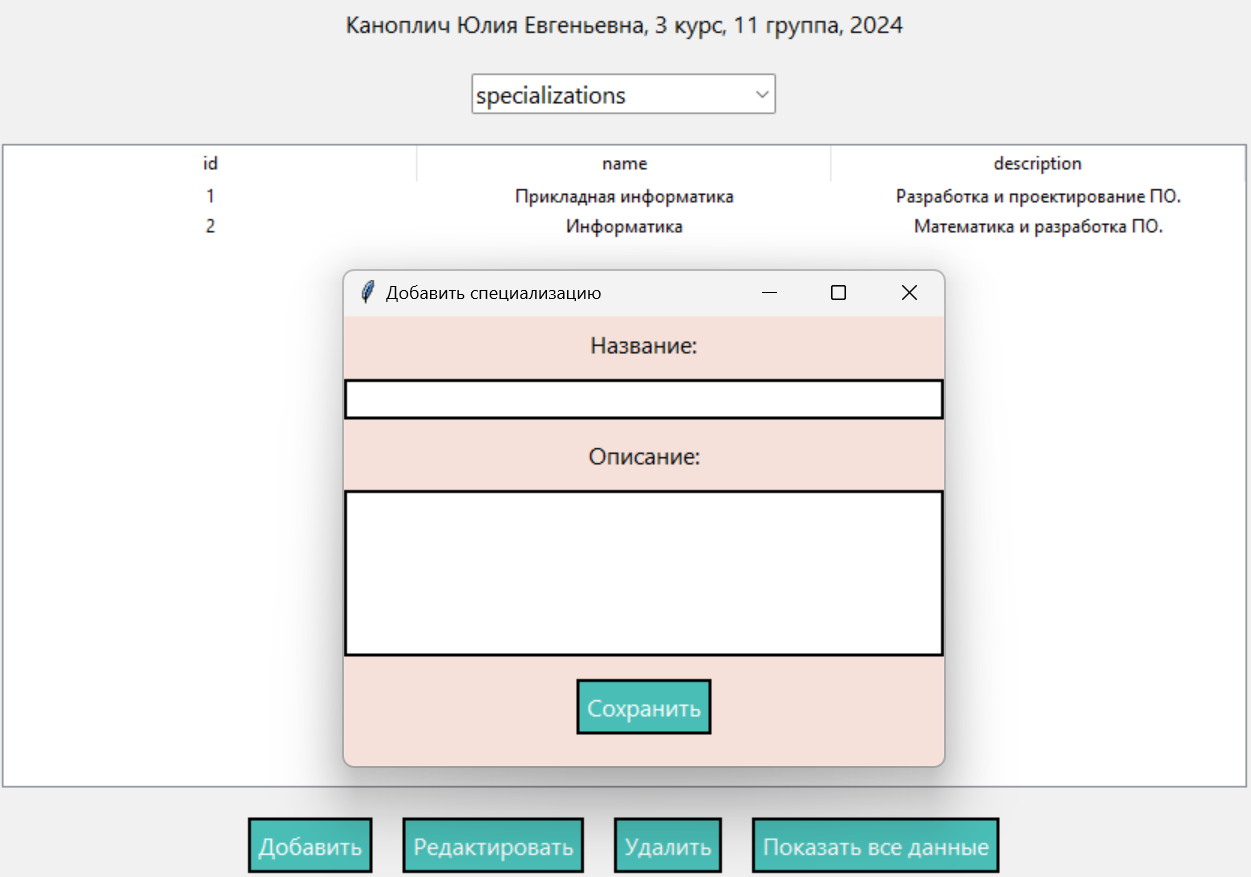 Каноплич Юлия Евгеньевна, 3 курс, 11 группа, 2024
specializations
id name description
1 Прикладная информатика Разработка и проектирование ПО.
2 Информатика Математика и разработка ПО.
Добавить специализацию
Название:
Описание:
Сохранить
Добавить Редактировать Удалить Показать все данные